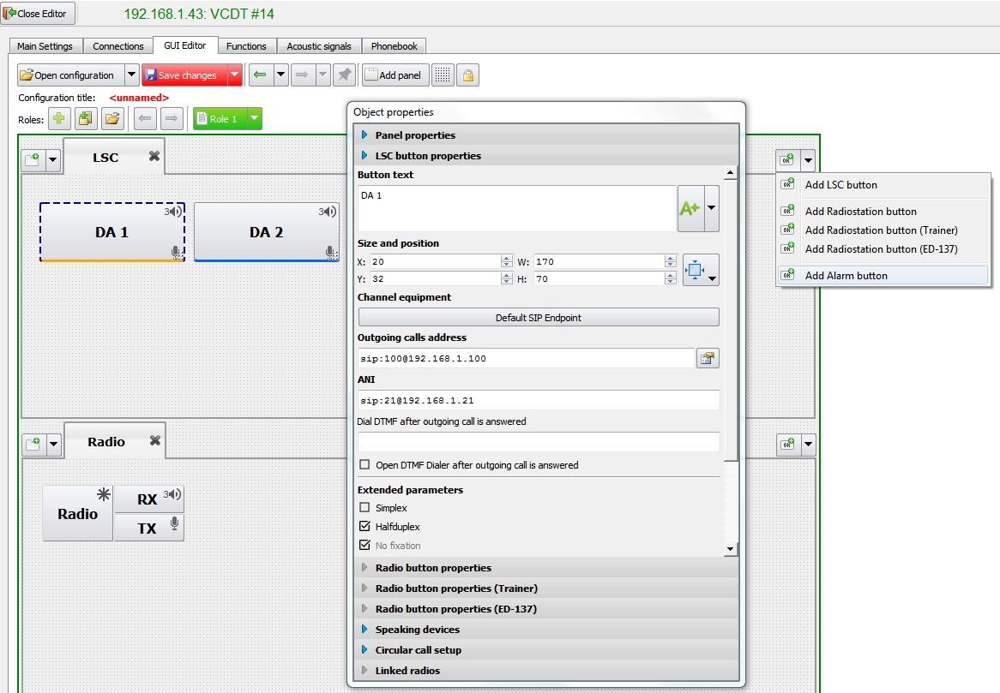 Close Editor
192.168.1.43: VCDT #14
Main Settings
Connections
GUI Editor
Functions
Acoustic signals
Phonebook
Open configuration
Save changes
Add panel
Configuration title: <unnamed>
Roles:
Role 1
LSC
DA 1
3
DA 2
3
Radio
Radio
RX
3
TX
Object properties
Panel properties
LSC button properties
Button text
DA 1
A+
Size and position
X: 20
W: 170
Y: 32
H: 70
Channel equipment
Default SIP Endpoint
Outgoing calls address
sip:100@192.168.1.100
ANI
sip:21@192.168.1.21
Dial DTMF after outgoing call is answered
Open DTMF Dialer after outgoing call is answered
Extended parameters
Simplex
Halfduplex
No fixation
Radio button properties
Radio button properties (Trainer)
Radio button properties (ED-137)
Speaking devices
Circular call setup
Linked radios
OK
OK Add LSC button
OK Add Radiostation button
OK Add Radiostation button (Trainer)
OK Add Radiostation button (ED-137)
OK Add Alarm button
OK